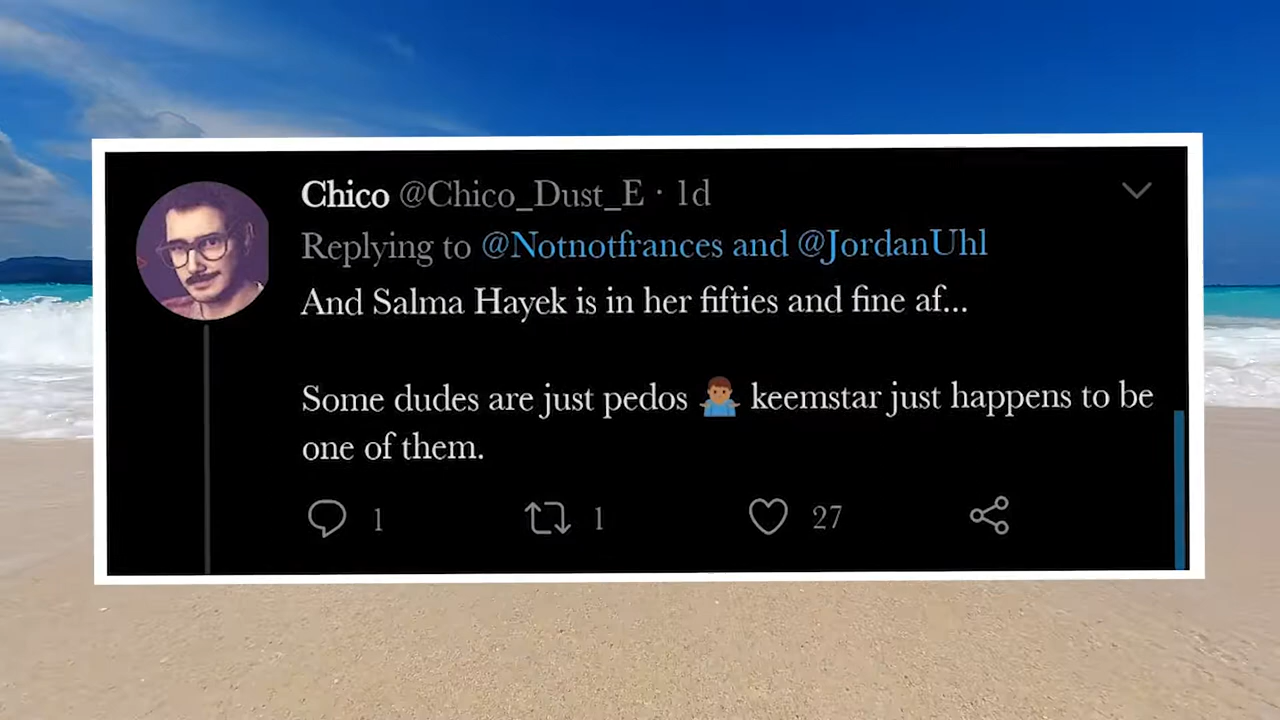 Chico @Chico_Dust_E · 1d
Replying to @Notnotfrances and @JordanUhl
And Salma Hayek is in her fifties and fine af...
Some dudes are just pedos 🤷🏽‍♂️ keemstar just happens to be
one of them.
1 1 27